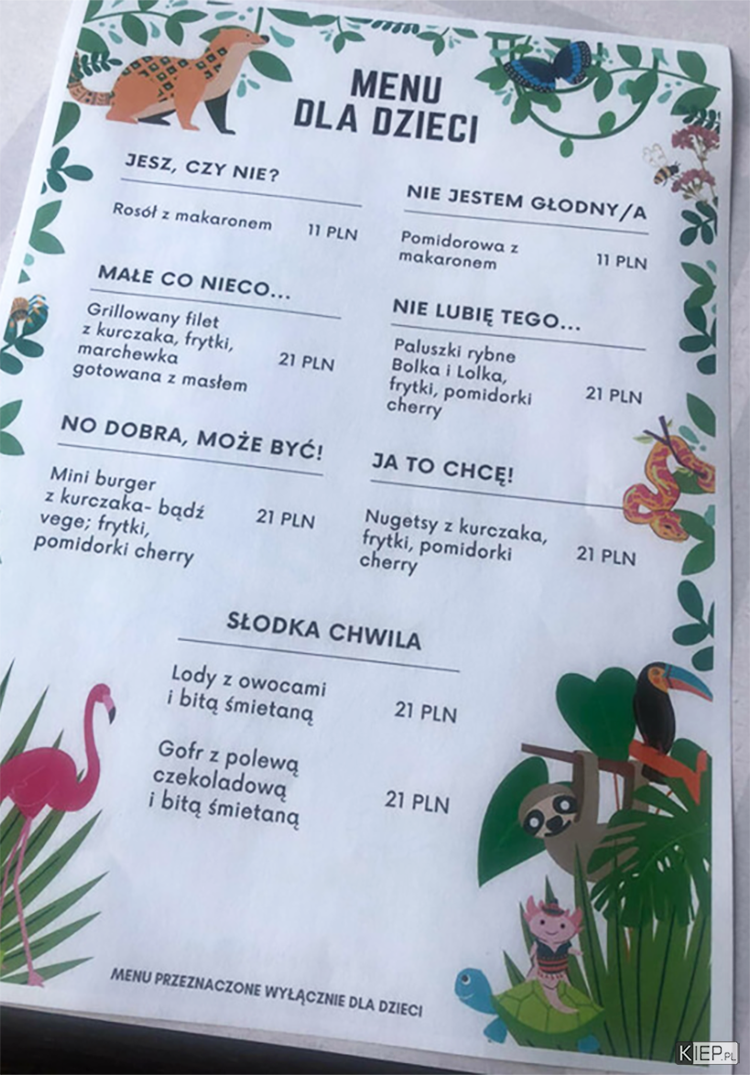 MENU
DLA DZIECI
JESZ, CZY NIE?
Rosół z makaronem 11 PLN
NIE JESTEM GŁODNY/A
Pomidorowa z
makaronem 11 PLN
MAŁE CO NIECO...
Grillowany filet
z kurczaka, frytki,
marchewka 21 PLN
gotowana z masłem
NIE LUBIĘ TEGO...
Paluszki rybne
Bolka i Lolka,
frytki, pomidorki 21 PLN
cherry
NO DOBRA, MOŻE BYĆ!
Mini burger
z kurczaka- bądź 21 PLN
vege; frytki,
pomidorki cherry
JA TO CHCĘ!
Nugetsy z kurczaka,
frytki, pomidorki 21 PLN
cherry
SŁODKA CHWILA
Lody z owocami
i bitą śmietaną 21 PLN
Gofr z polewą
czekoladową 21 PLN
i bitą śmietaną
MENU PRZEZNACZONE WYŁĄCZNIE DLA DZIECI
KIEP.PL